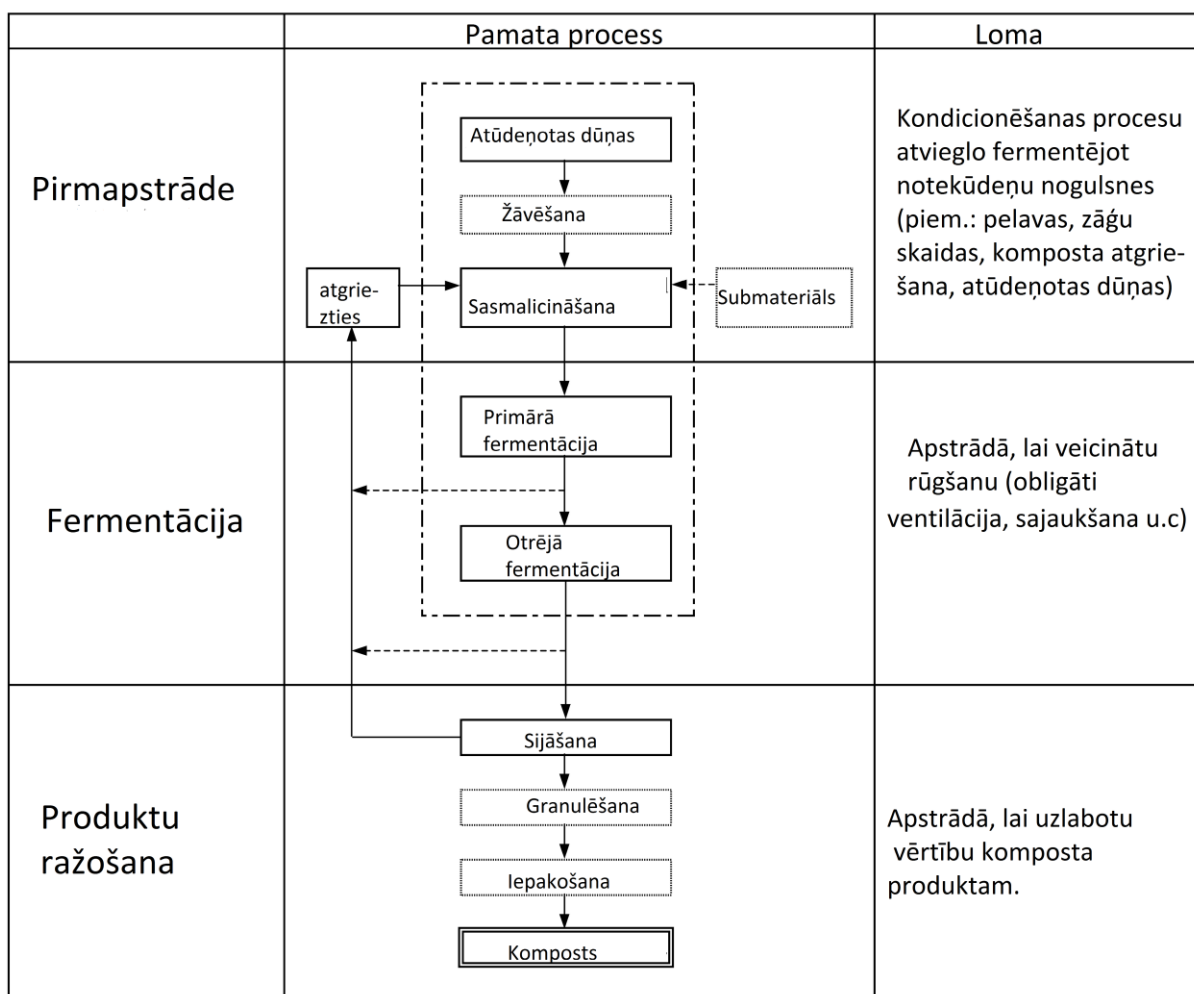 Pamata process
Loma
Pirmapstrāde
Atūdeņotas dūņas
Žāvēšana
atgrie-
zties
Sasmalicināšana
Submateriāls
Kondicionēšanas procesu
atvieglo fermentējot
notekūdeņu nogulsnes
(piem.: pelavas, zāģu
skaidas, komposta atgrie-
šana, atūdeņotas dūņas)
Fermentācija
Primārā
fermentācija
Otrējā
fermentācija
Apstrādā, lai veicinātu
rūgšanu (obligāti
ventilācija, sajaukšana u.c)
Produktu
ražošana
Sijāšana
Granulēšana
Iepakošana
Komposts
Apstrādā, lai uzlabotu
vērtību komposta
produktam.